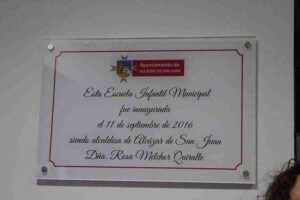 Ayuntamiento de
ALCÁZAR DE SAN JUAN
Esta Escuela Infantil Municipal
fue inaugurada
el 11 de septiembre de 2016
siendo alcaldesa de Alcázar de San Juan
Dña. Rosa Melchor Quiralte